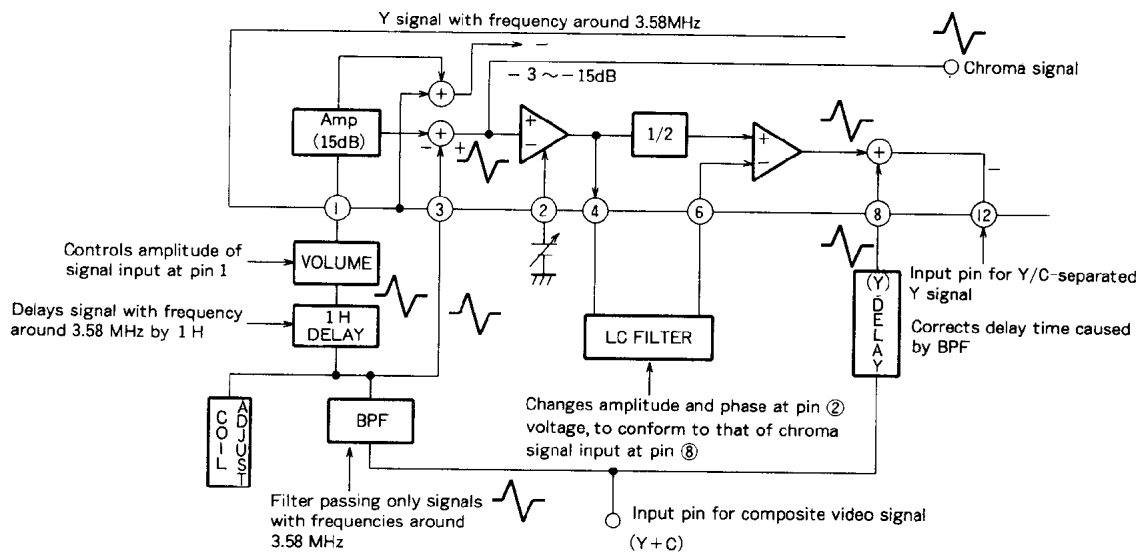 Y signal with frequency around 3.58MHz
Chroma signal
−
− 3 ～ − 15dB
Amp
(15dB)
+
+
−
+
+
−
1/2
+
−
+
−
①
③
②
④
⑥
⑧
⑫
Controls amplitude of
signal input at pin 1
VOLUME
Delays signal with frequency
around 3.58 MHz by 1 H
1 H
DELAY
LC FILTER
(Y)
DELAY
Input pin for Y/C-separated
Y signal
Corrects delay time caused
by BPF
COIL
ADJUST
BPF
Changes amplitude and phase at pin ②
voltage, to conform to that of chroma
signal input at pin ⑧
Filter passing only signals
with frequencies around
3.58 MHz
Input pin for composite video signal
(Y+C)